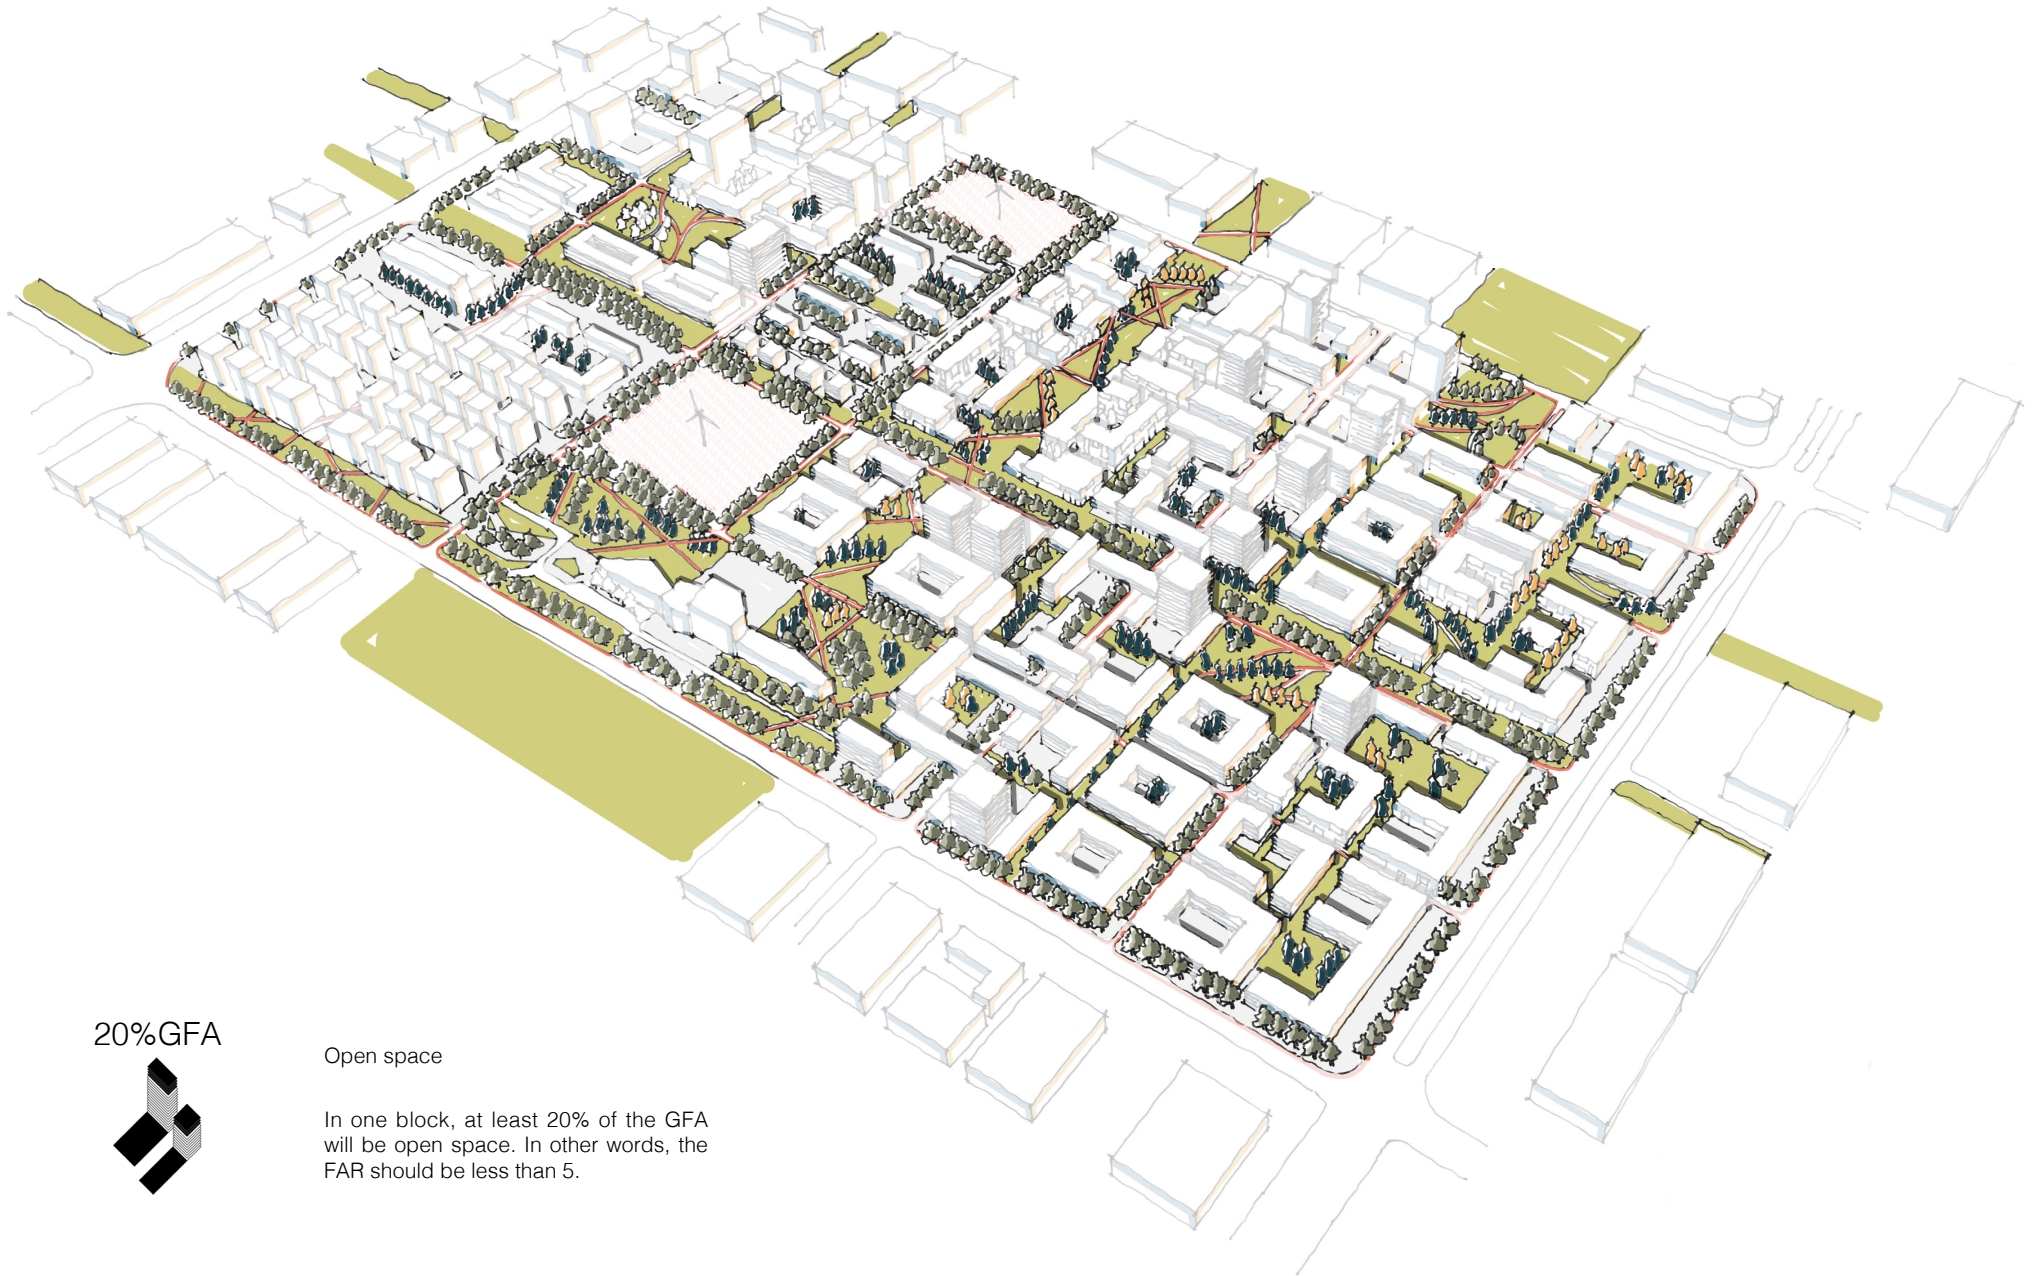 20%GFA
Open space
In one block, at least 20% of the GFA
will be open space. In other words, the
FAR should be less than 5.